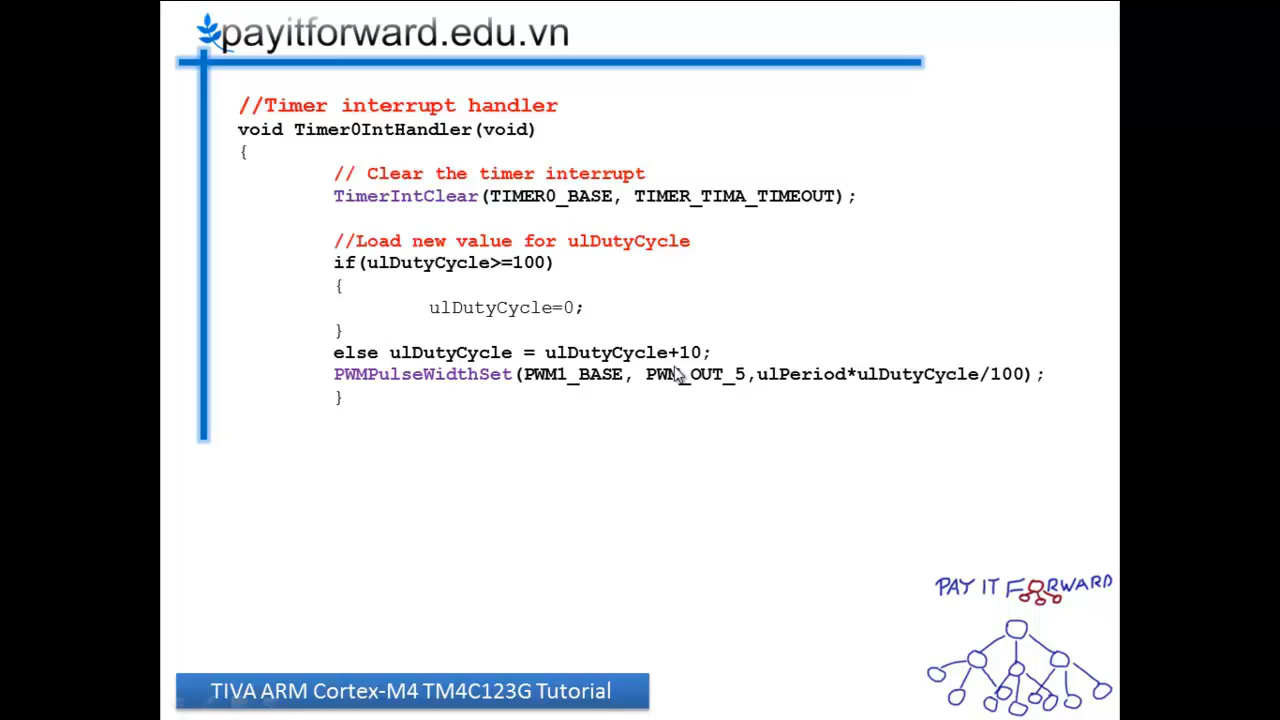 payitforward.edu.vn
//Timer interrupt handler
void Timer0IntHandler(void)
{
// Clear the timer interrupt
TimerIntClear(TIMER0_BASE, TIMER_TIMA_TIMEOUT);
//Load new value for ulDutyCycle
if(ulDutyCycle>=100)
{
ulDutyCycle=0;
}
else ulDutyCycle = ulDutyCycle+10;
PWMPulseWidthSet(PWM1_BASE, PWM_OUT_5,ulPeriod*ulDutyCycle/100);
}
PAY IT FORWARD
TIVA ARM Cortex-M4 TM4C123G Tutorial